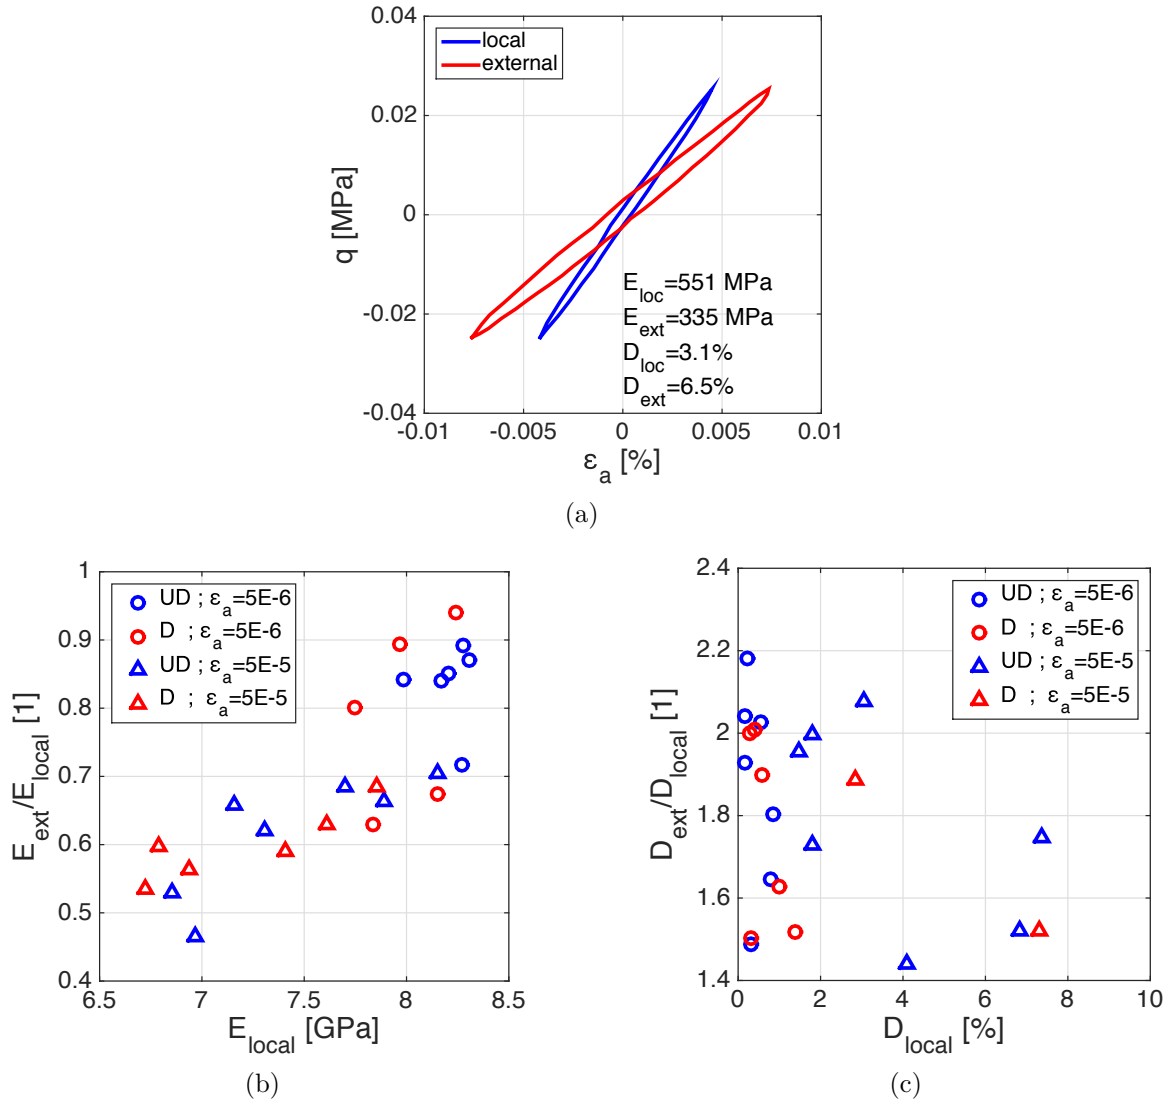 0.04
local
external
0.02
q [MPa]
0
E_loc=551 MPa
E_ext=335 MPa
-0.02
D_loc=3.1%
D_ext=6.5%
-0.04
-0.01 -0.005 0 0.005 0.01
ε_a [%]
(a)
1
UD ; ε_a=5E-6
D ; ε_a=5E-6
UD ; ε_a=5E-5
D ; ε_a=5E-5
0.9
0.8
0.7
0.6
0.5
0.4
E_ext/E_local [1]
6.5 7 7.5 8 8.5
E_local [GPa]
(b)
2.4
UD ; ε_a=5E-6
D ; ε_a=5E-6
UD ; ε_a=5E-5
D ; ε_a=5E-5
2.2
2
1.8
1.6
1.4
D_ext/D_local [1]
0 2 4 6 8 10
D_local [%]
(c)